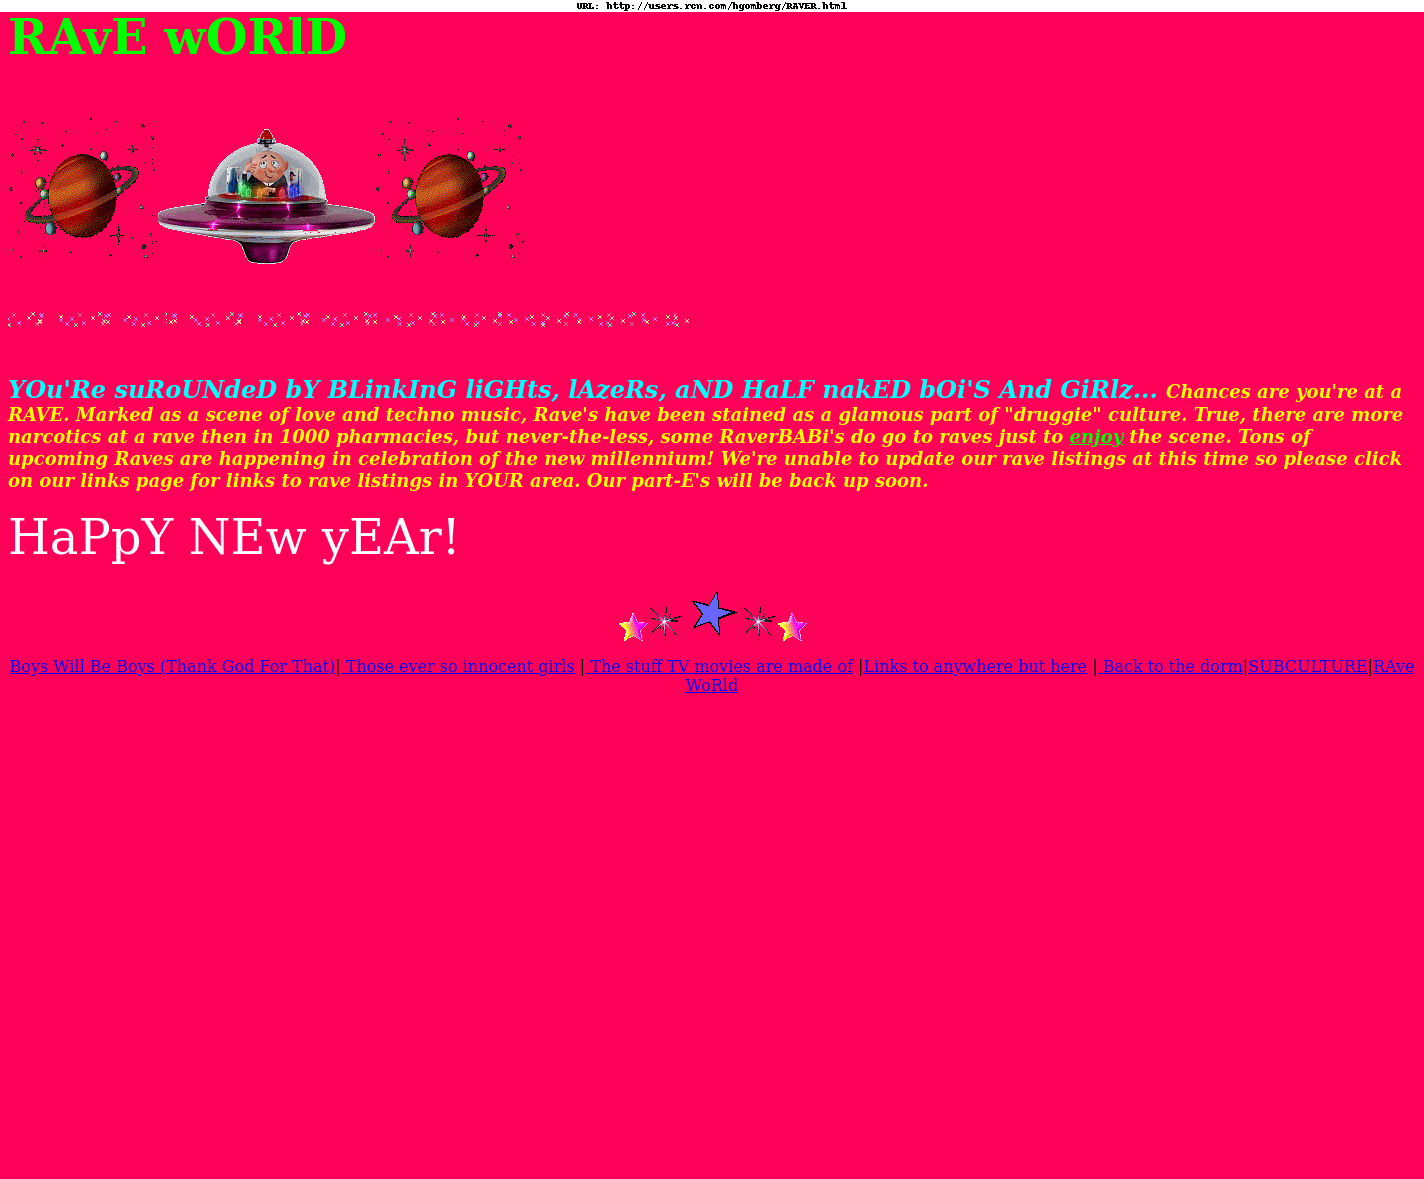 URL: http://users.rcn.com/hgomberg/RAVER.html
RAvE wORlD
YOu'Re suRoUNdeD bY BLinkInG liGHts, lAzeRs, aND HaLF nakED bOi'S And GiRlz... Chances are you're at a
RAVE. Marked as a scene of love and techno music, Rave's have been stained as a glamous part of "druggie" culture. True, there are more
narcotics at a rave then in 1000 pharmacies, but never-the-less, some RaverBABi's do go to raves just to enjoy the scene. Tons of
upcoming Raves are happening in celebration of the new millennium! We're unable to update our rave listings at this time so please click
on our links page for links to rave listings in YOUR area. Our part-E's will be back up soon.
HaPpY NEw yEAr!
Boys Will Be Boys (Thank God For That)| Those ever so innocent girls | The stuff TV movies are made of |Links to anywhere but here | Back to the dorm|SUBCULTURE|RAve
WoRld